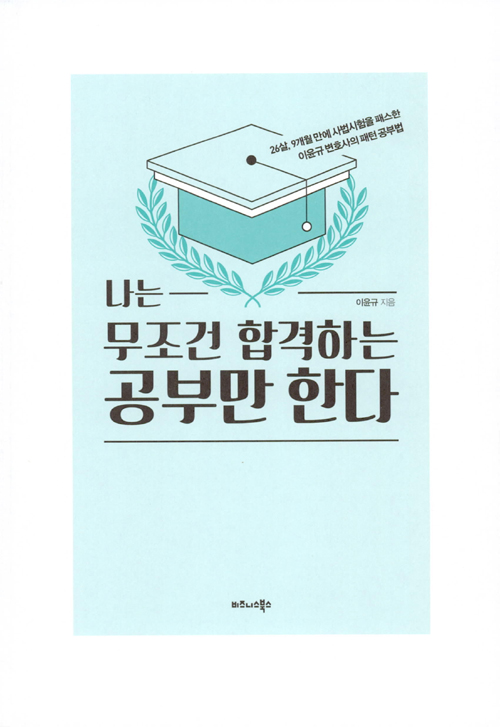 26살, 9개월 만에 사법시험을 패스한
이윤규 변호사의 패턴 공부법
나는
이윤규 지음
무조건 합격하는
공부만 한다
비즈니스북스